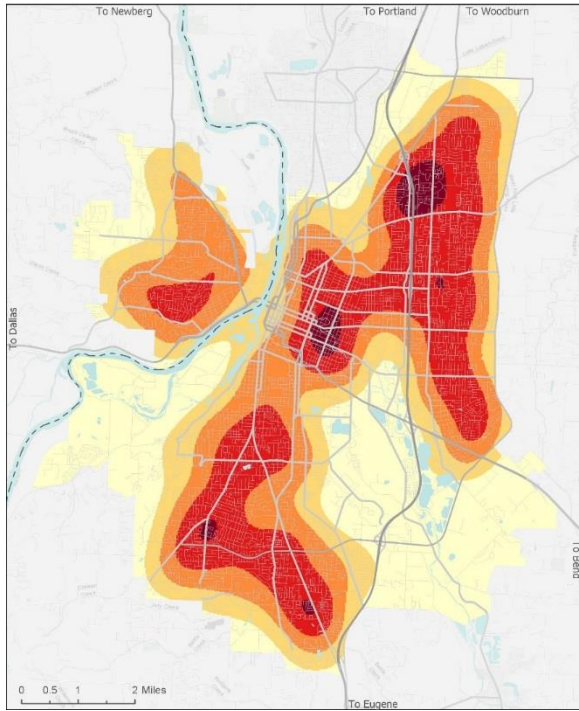 To Newberg
To Portland
To Woodburn
To Dallas
To Bend
0 0.5 1 2 Miles
To Eugene